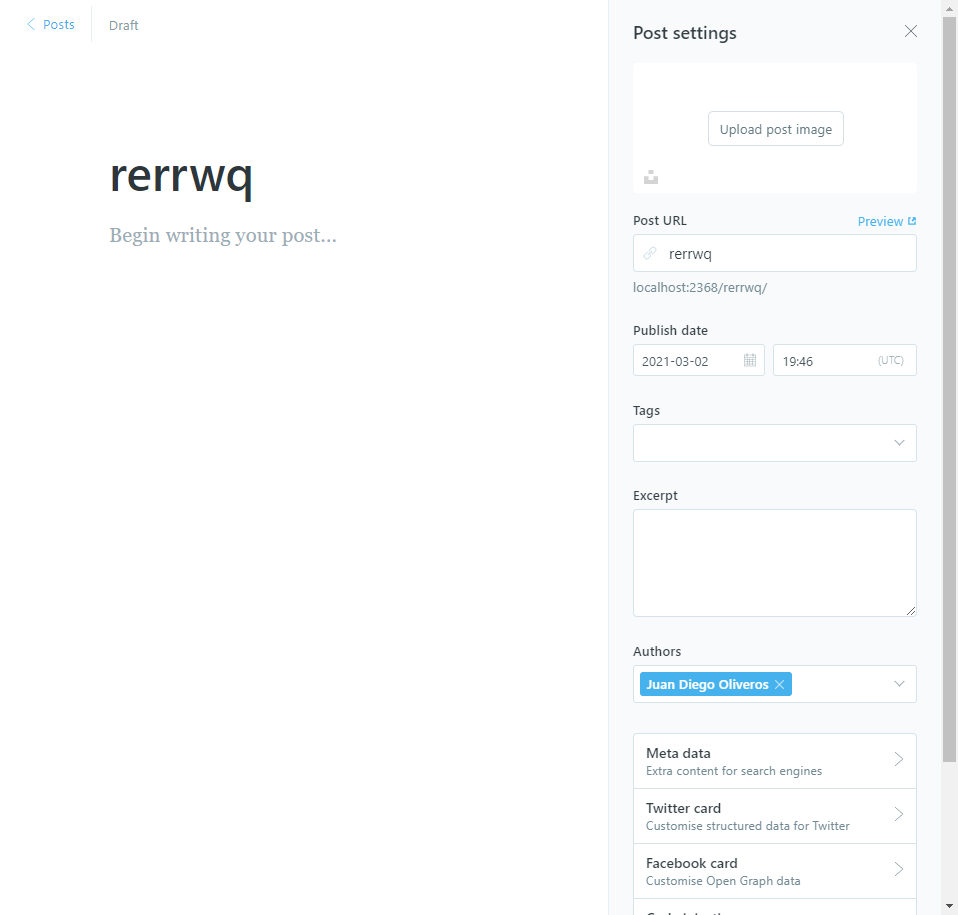 Posts
Draft
rerrwq
Begin writing your post...
Post settings
Upload post image
Post URL
Preview
rerrwq
localhost:2368/rerrwq/
Publish date
2021-03-02
19:46
(UTC)
Tags
Excerpt
Authors
Juan Diego Oliveros
Meta data
Extra content for search engines
Twitter card
Customise structured data for Twitter
Facebook card
Customise Open Graph data